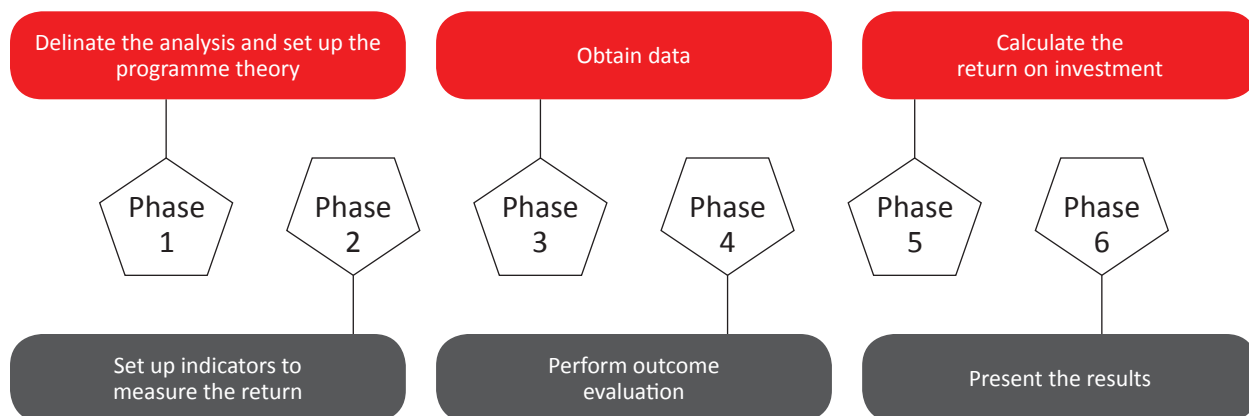 Delinate the analysis and set up the
programme theory
Obtain data
Calculate the
return on investment
Phase
1
Phase
2
Phase
3
Phase
4
Phase
5
Phase
6
Set up indicators to
measure the return
Perform outcome
evaluation
Present the results